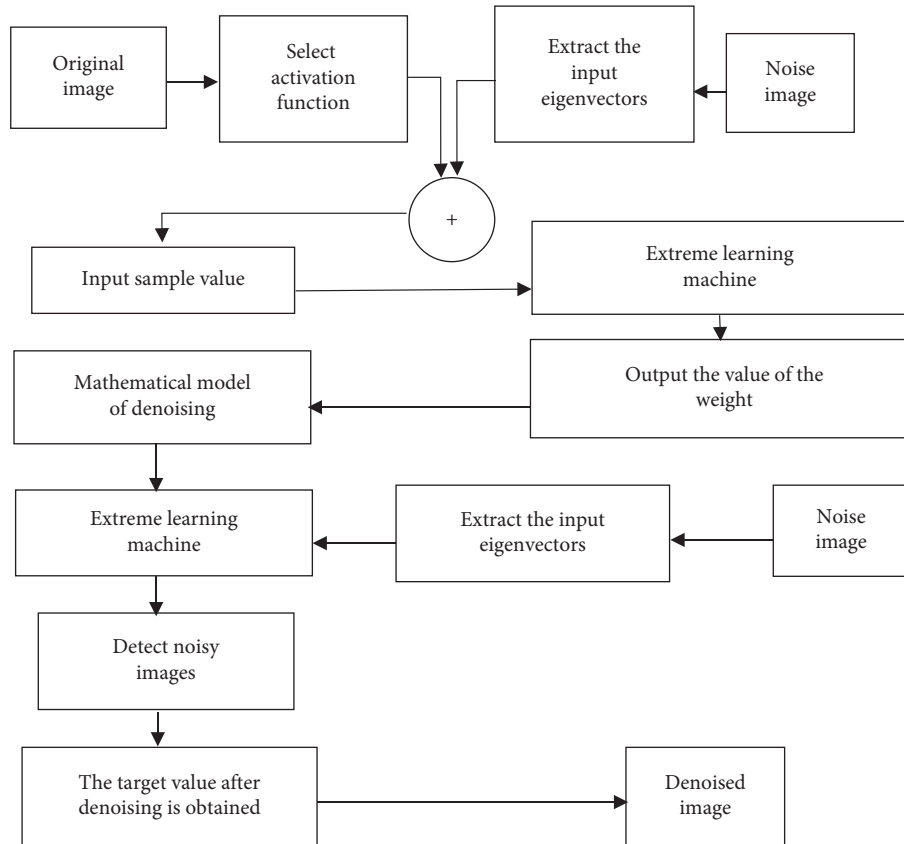 Original
image
Select
activation
function
Extract the
input
eigenvectors
Noise
image
+
Input sample value
Extreme learning
machine
Output the value of the
weight
Mathematical model
of denoising
Extreme learning
machine
Extract the input
eigenvectors
Noise
image
Detect noisy
images
The target value after
denoising is obtained
Denoised
image